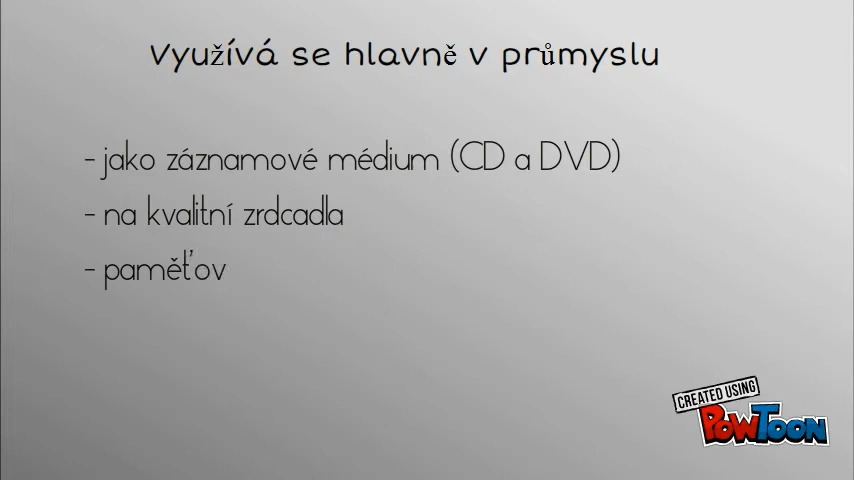 Využívá se hlavně v průmyslu
- jako záznamové médium (CD a DVD)
- na kvalitní zrdcadla
- paměťov
CREATED USING
POWTOON